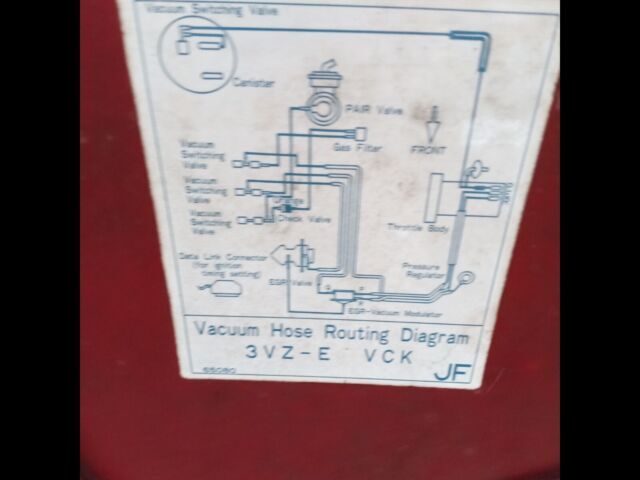 Vacuum Switching Valve
Canister
PAIR Valve
Gas Filter
FRONT
Vacuum
Switching
Valve
Vacuum
Switching
Valve
Orange
Check Valve
Vacuum
Switching
Valve
Throttle Body
Data Link Connector
(for ignition
timing setting)
EGR Valve
Pressure
Regulator
EGR-Vacuum Modulator
Vacuum Hose Routing Diagram
3VZ-E VCK
65080
JF